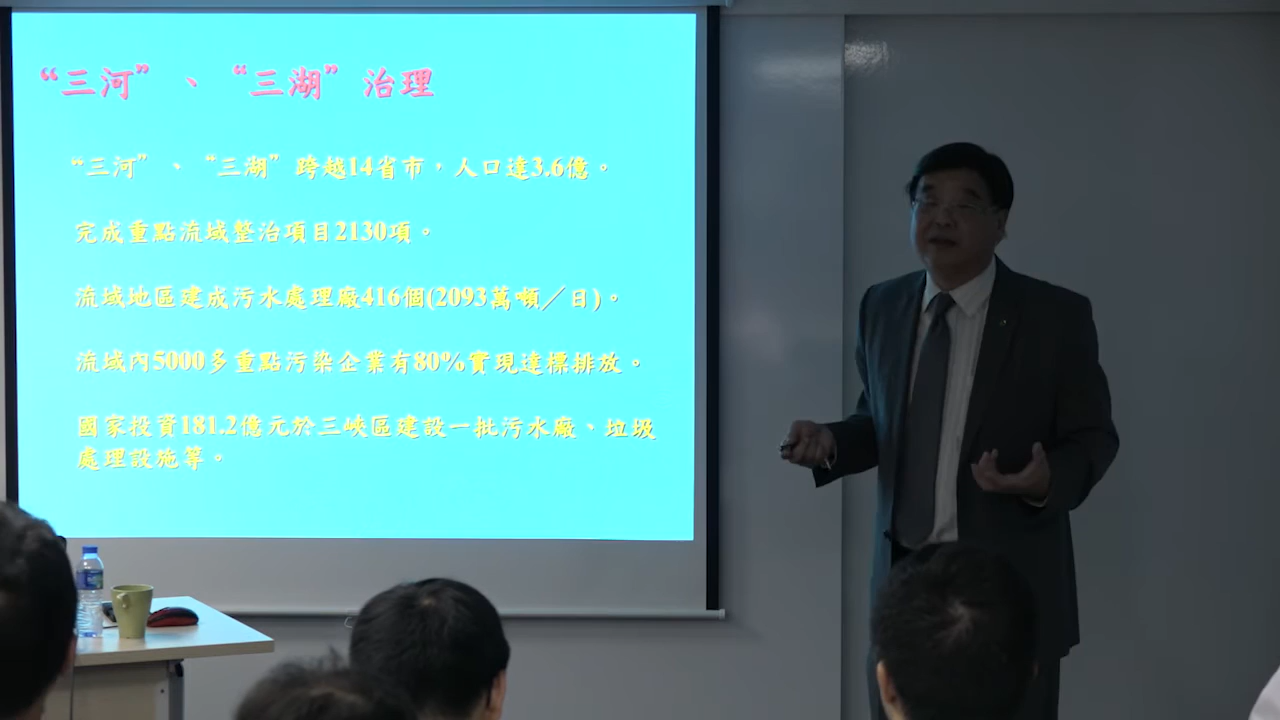 “三河”、“三湖”治理
“三河”、“三湖”跨越14省市，人口達3.6億。
完成重點流域整治項目2130項。
流域地區建成污水處理廠416個(2093萬噸／日)。
流域內5000多重點污染企業有80%實現達標排放。
國家投資181.2億元於三峽區建設一批污水廠、垃圾
處理設施等。